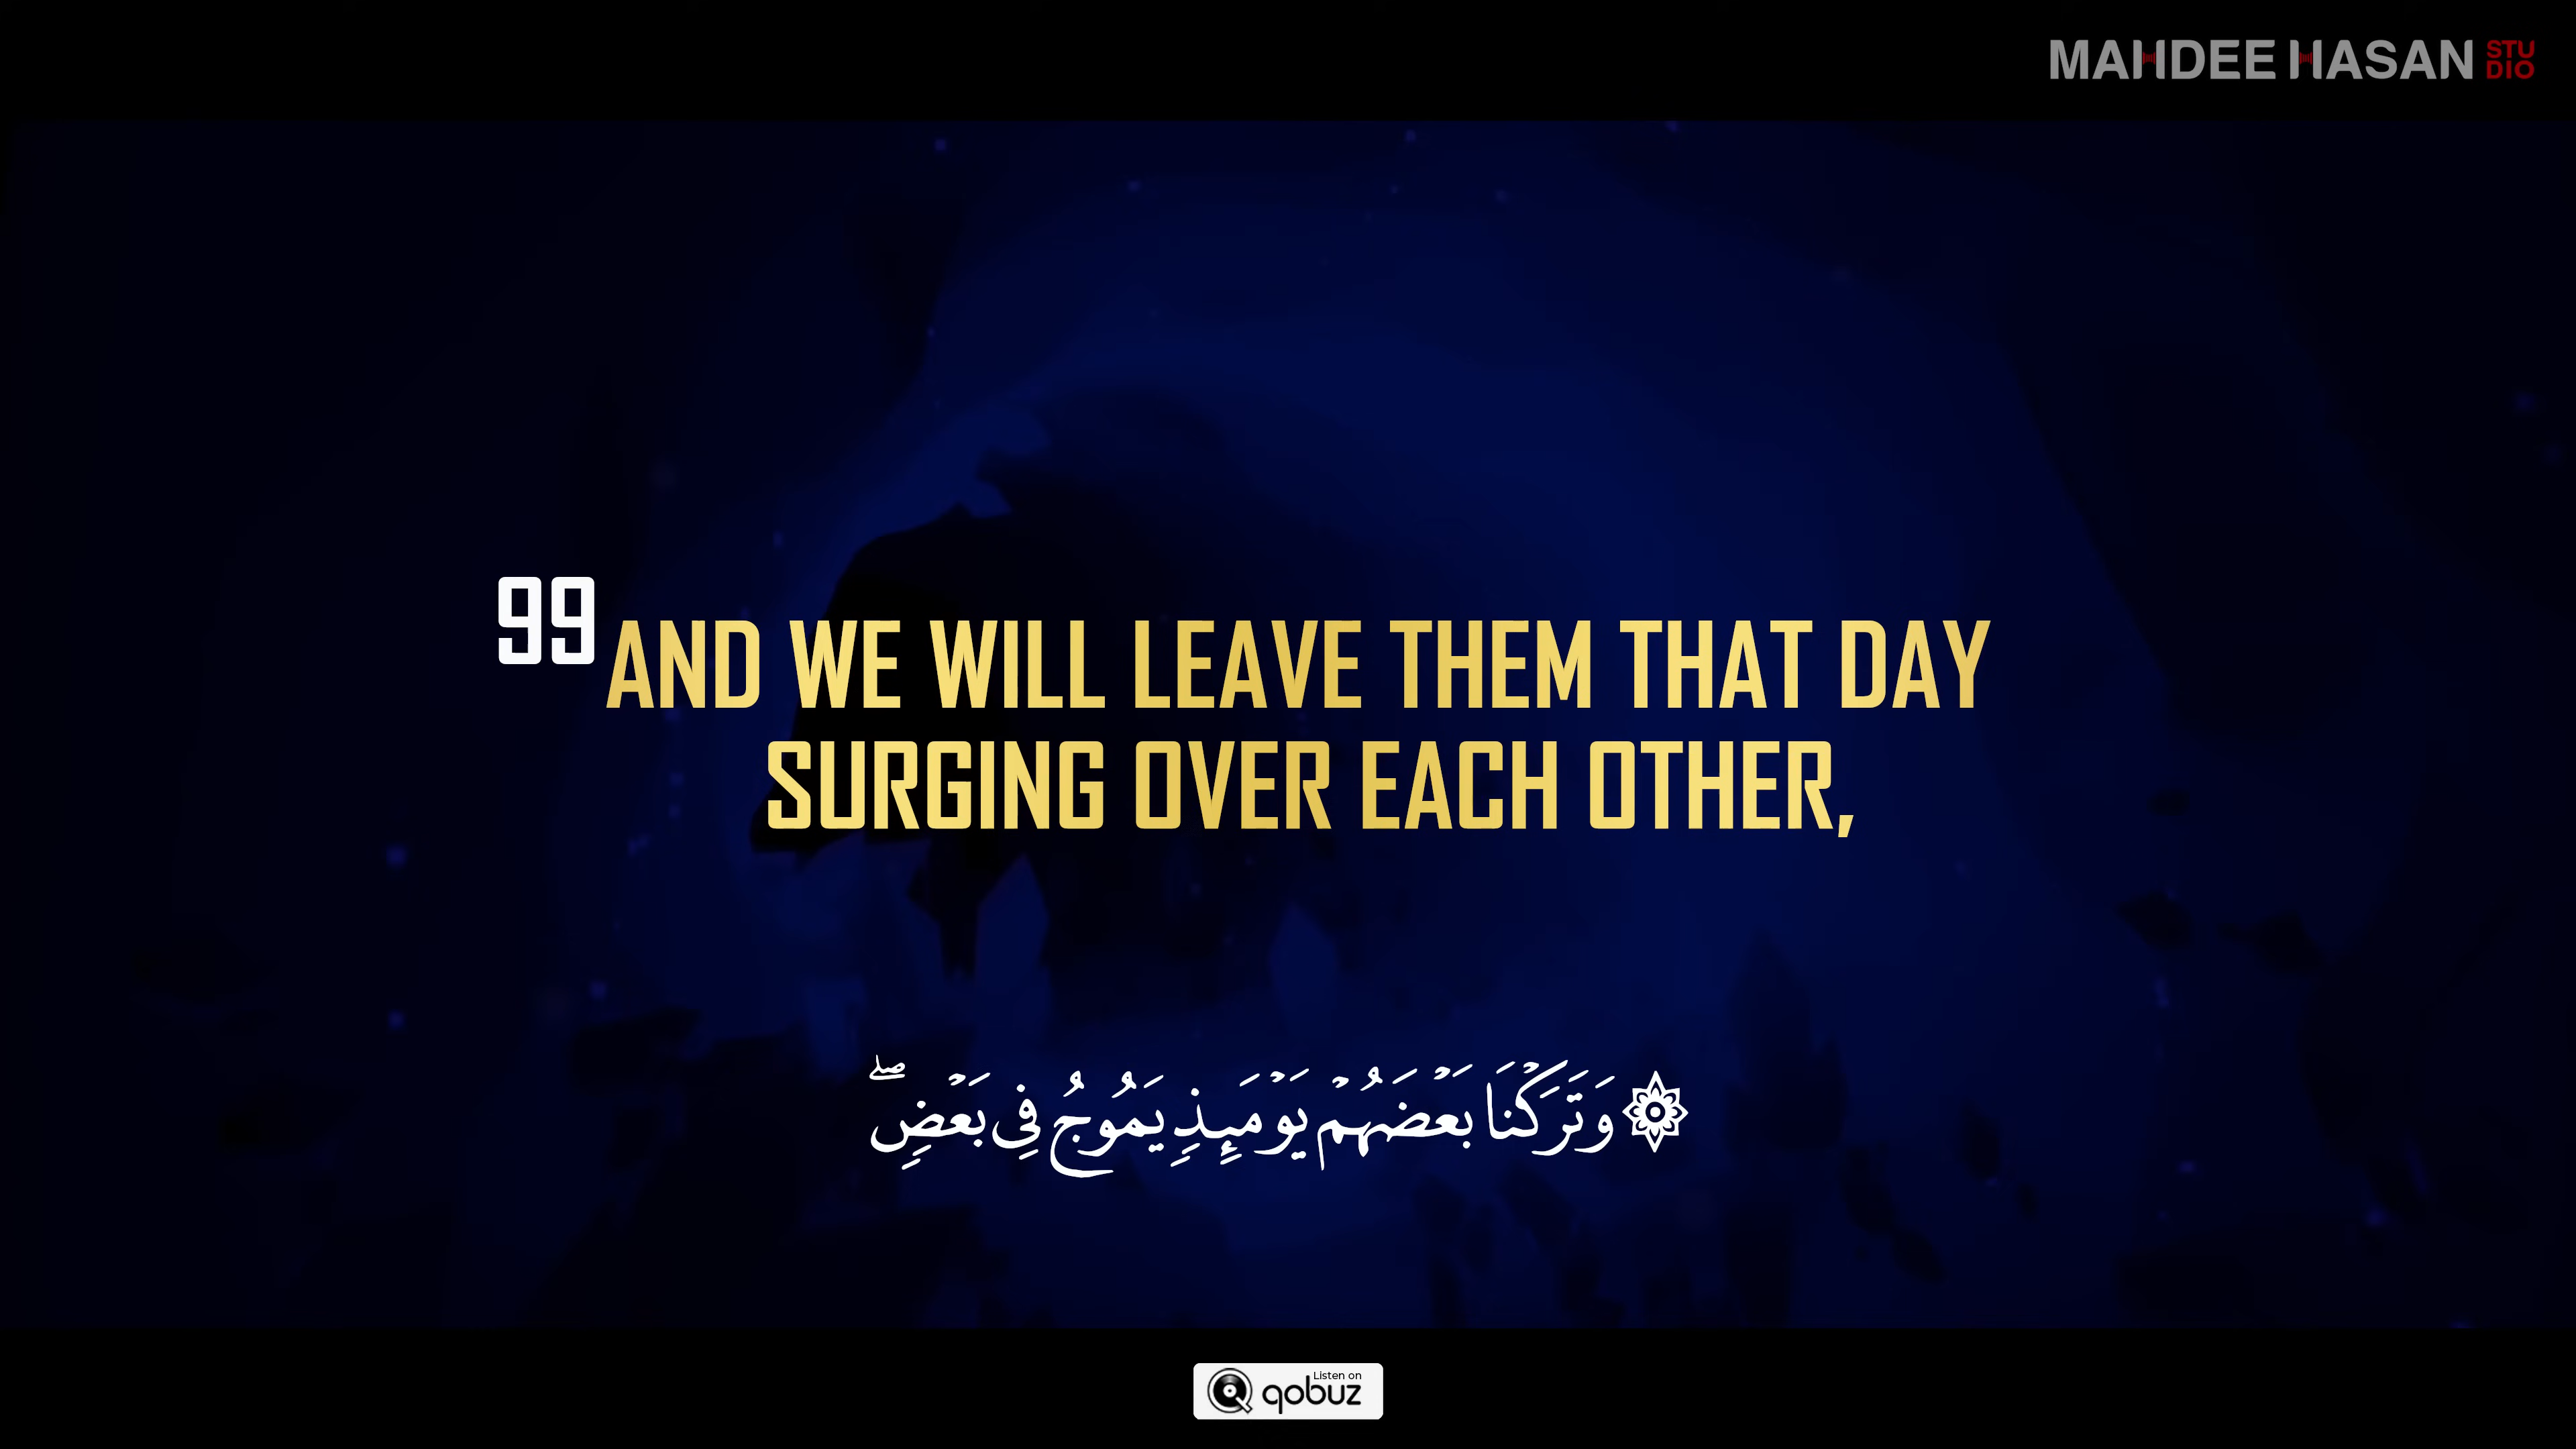 MAHDEE HASAN STUDIO
99 AND WE WILL LEAVE THEM THAT DAY
SURGING OVER EACH OTHER,
۞ وَتَرَكْنَا بَعْضَهُمْ يَوْمَئِذٍ يَمُوجُ فِى بَعْضٍ ۖ
Listen on
qobuz